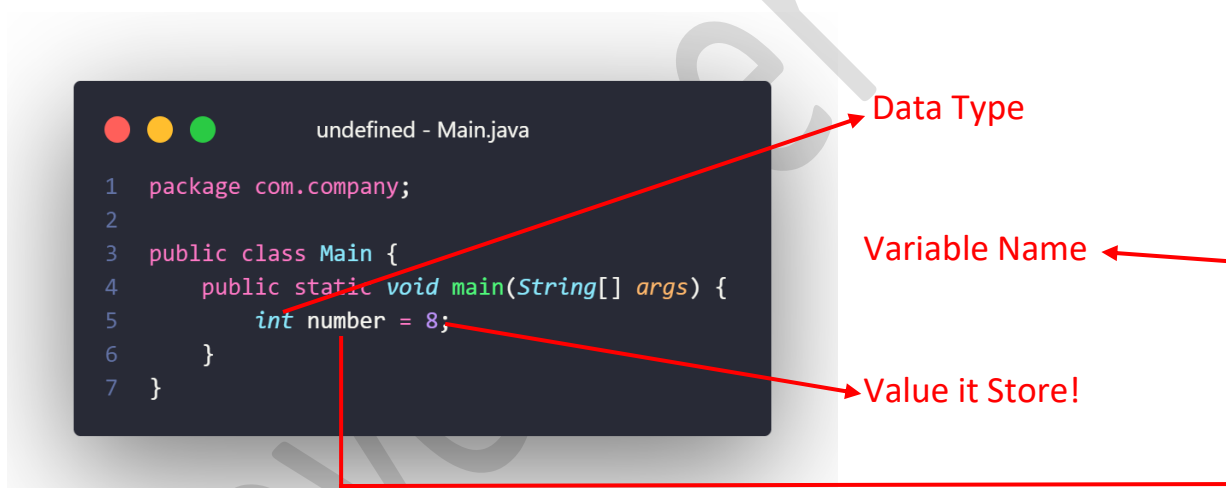 undefined - Main.java
1 package com.company;
2
3 public class Main {
4     public static void main(String[] args) {
5         int number = 8;
6     }
7 }
Data Type
Variable Name
Value it Store!